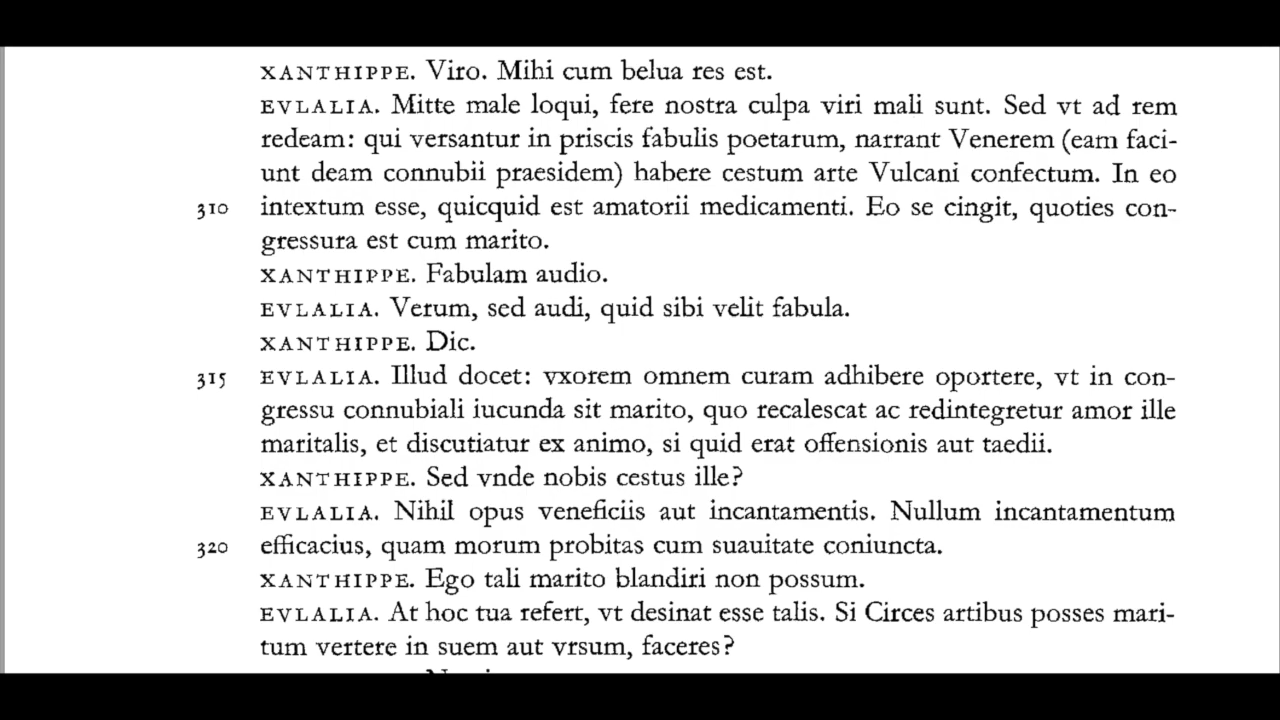 XANTHIPPE. Viro. Mihi cum belua res est.
EVLALIA. Mitte male loqui, fere nostra culpa viri mali sunt. Sed vt ad rem
redeam: qui versantur in priscis fabulis poetarum, narrant Venerem (eam faci-
unt deam connubii praesidem) habere cestum arte Vulcani confectum. In eo
310 intextum esse, quicquid est amatorii medicamenti. Eo se cingit, quoties con-
gressura est cum marito.
XANTHIPPE. Fabulam audio.
EVLALIA. Verum, sed audi, quid sibi velit fabula.
XANTHIPPE. Dic.
315 EVLALIA. Illud docet: vxorem omnem curam adhibere oportere, vt in con-
gressu connubiali iucunda sit marito, quo recalescat ac redintegretur amor ille
maritalis, et discutiatur ex animo, si quid erat offensionis aut taedii.
XANTHIPPE. Sed vnde nobis cestus ille?
EVLALIA. Nihil opus veneficiis aut incantamentis. Nullum incantamentum
320 efficacius, quam morum probitas cum suauitate coniuncta.
XANTHIPPE. Ego tali marito blandiri non possum.
EVLALIA. At hoc tua refert, vt desinat esse talis. Si Circes artibus posses mari-
tum vertere in suem aut vrsum, faceres?